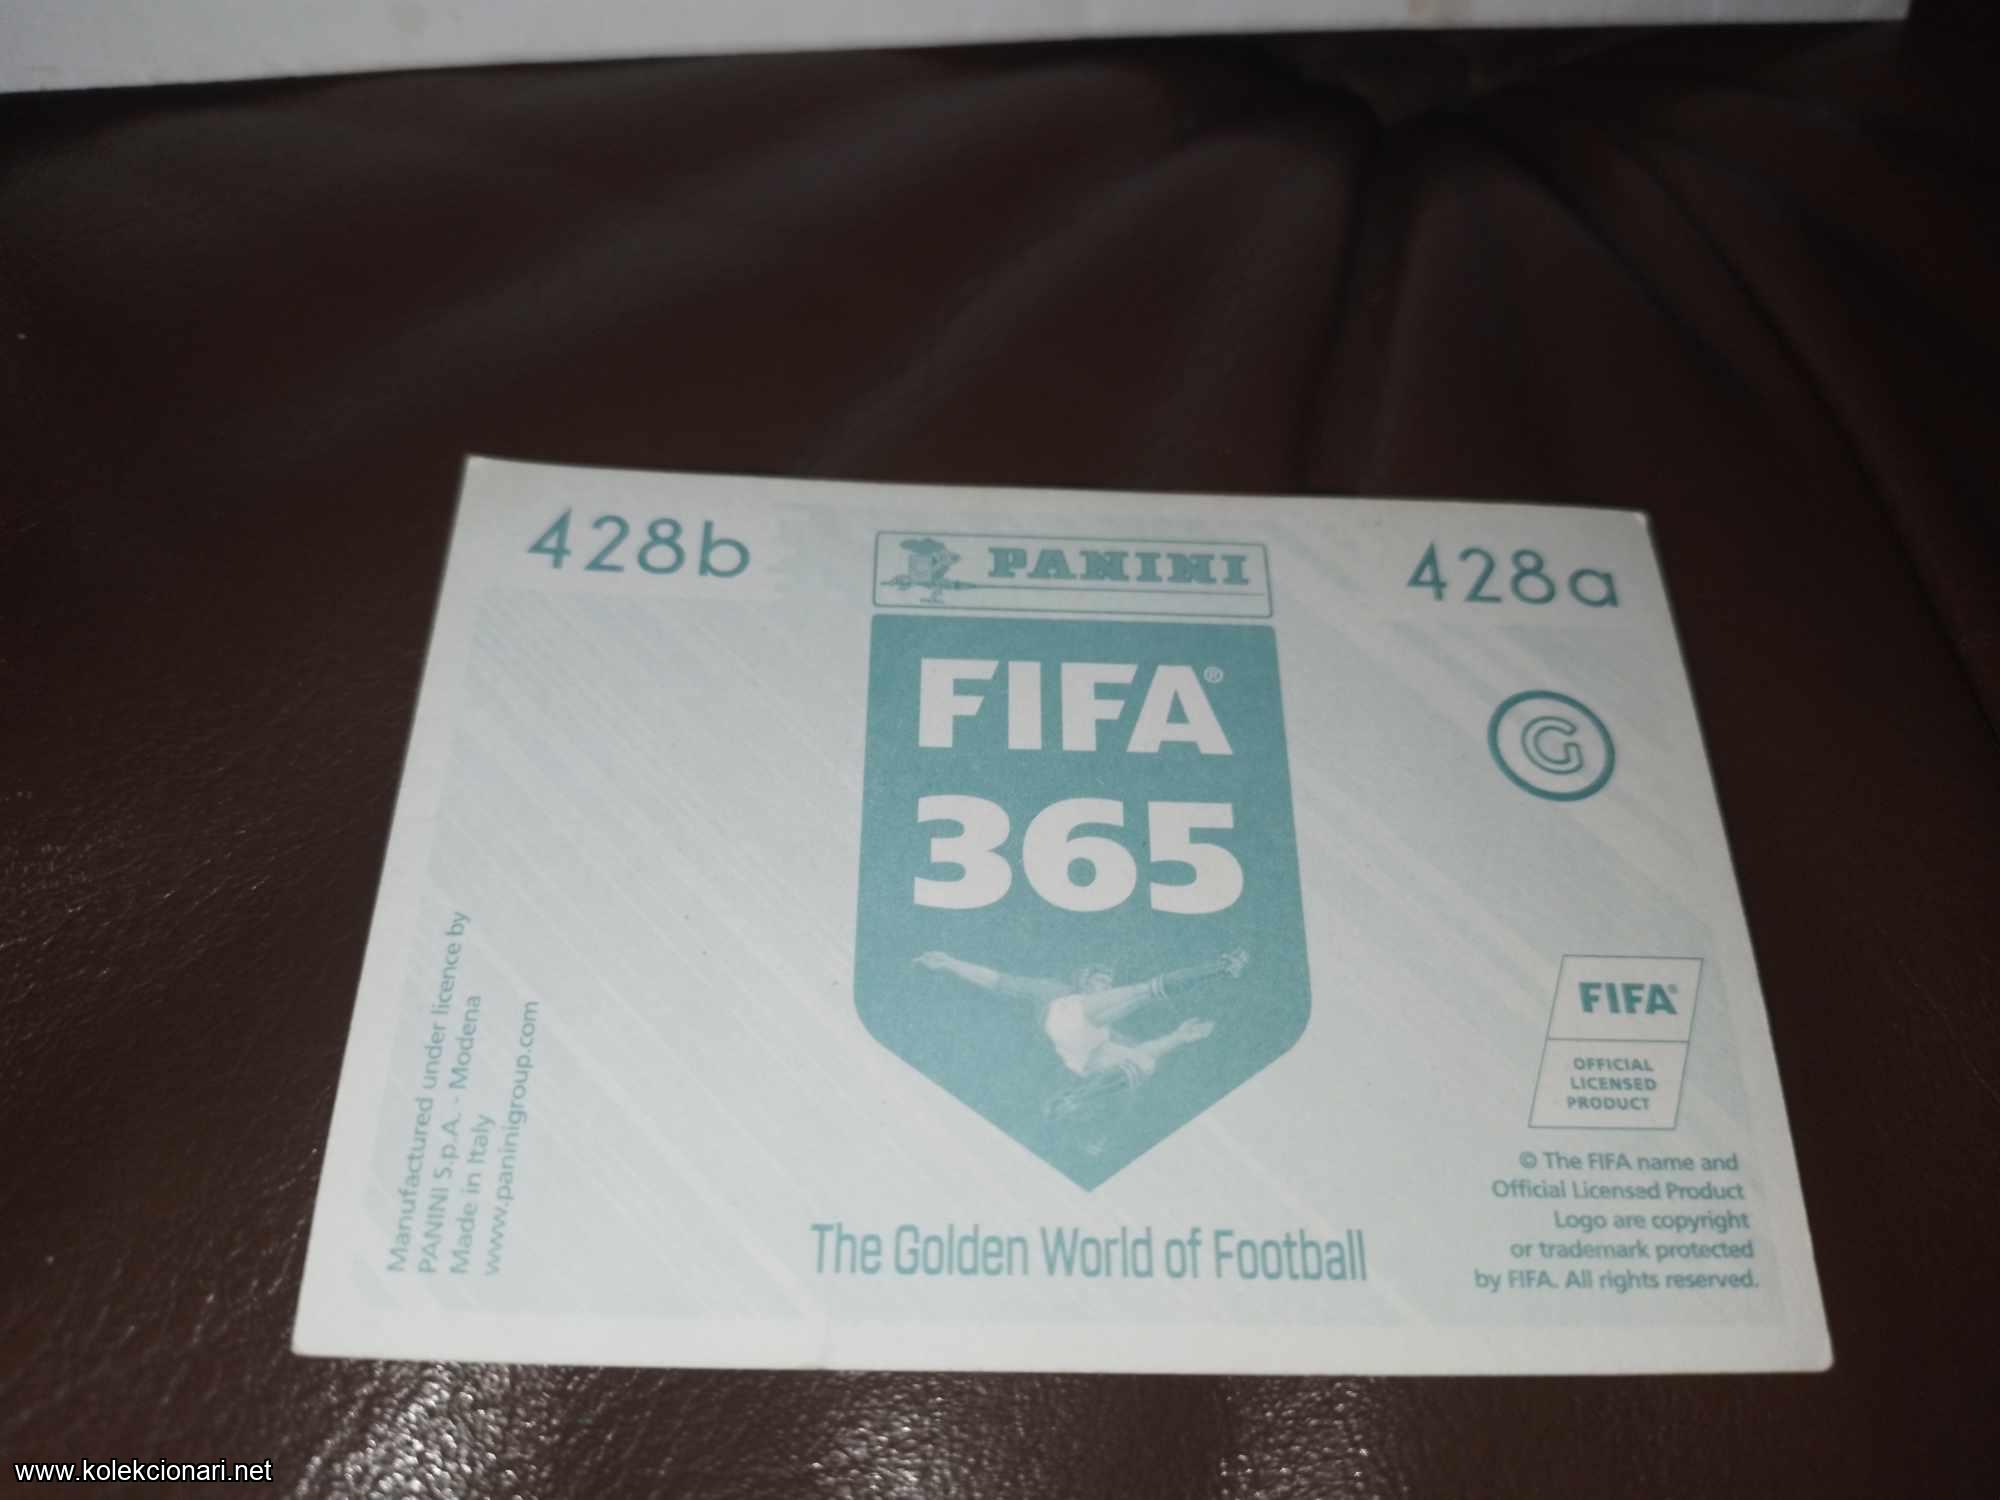 428b
PANINI
428a
FIFA®
365
G
Manufactured under licence by
PANINI S.p.A. - Modena
Made in Italy
www.paninigroup.com
FIFA®
OFFICIAL
LICENSED
PRODUCT
© The FIFA name and
Official Licensed Product
Logo are copyright
or trademark protected
by FIFA. All rights reserved.
The Golden World of Football
www.kolekcionari.net